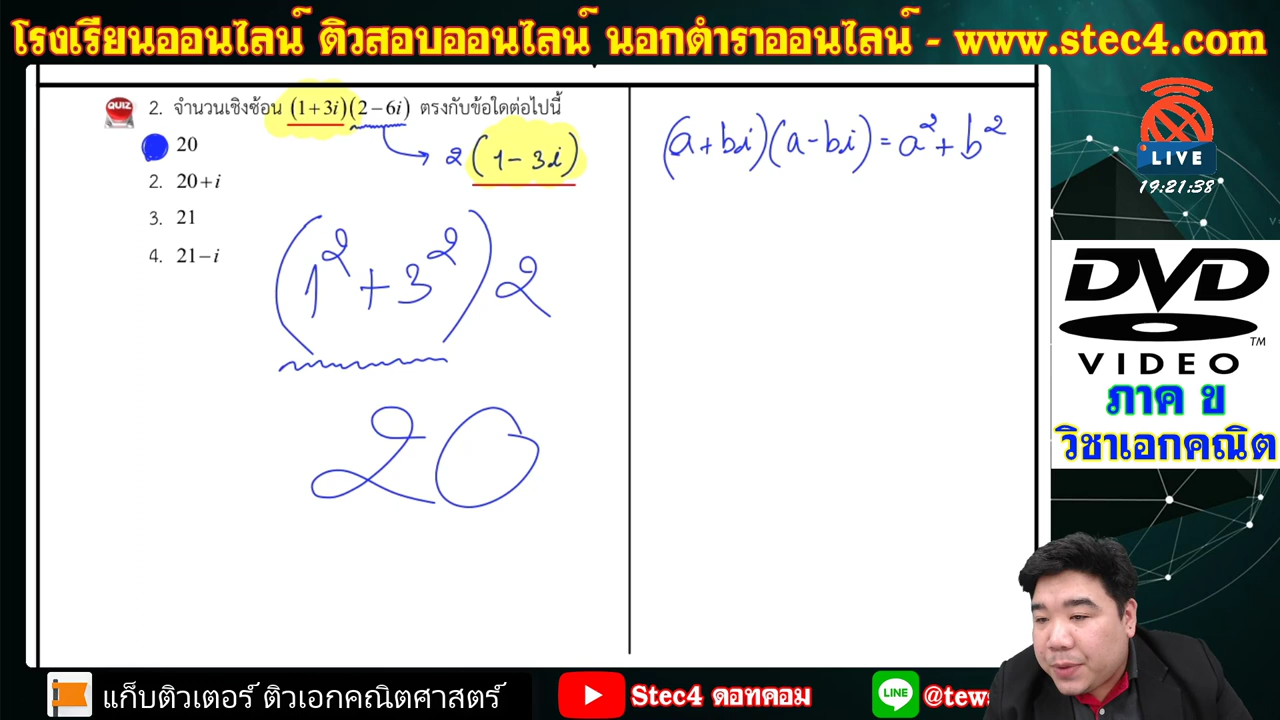 โรงเรียนออนไลน์ ติวสอบออนไลน์ นอกตำราออนไลน์ - www.stec4.com
QUIZ 2. จำนวนเชิงซ้อน (1+3i)(2−6i) ตรงกับข้อใดต่อไปนี้
20
2. 20+i
3. 21
4. 21−i
2 (1 − 3i)
(1² + 3²) 2
20
(a + bi)(a − bi) = a² + b²
LIVE
19:21:38
DVD
TM
VIDEO
ภาค ข
วิชาเอกคณิต
แก็บติวเตอร์ ติวเอกคณิตศาสตร์
Stec4 ดอทคอม
LINE @tews